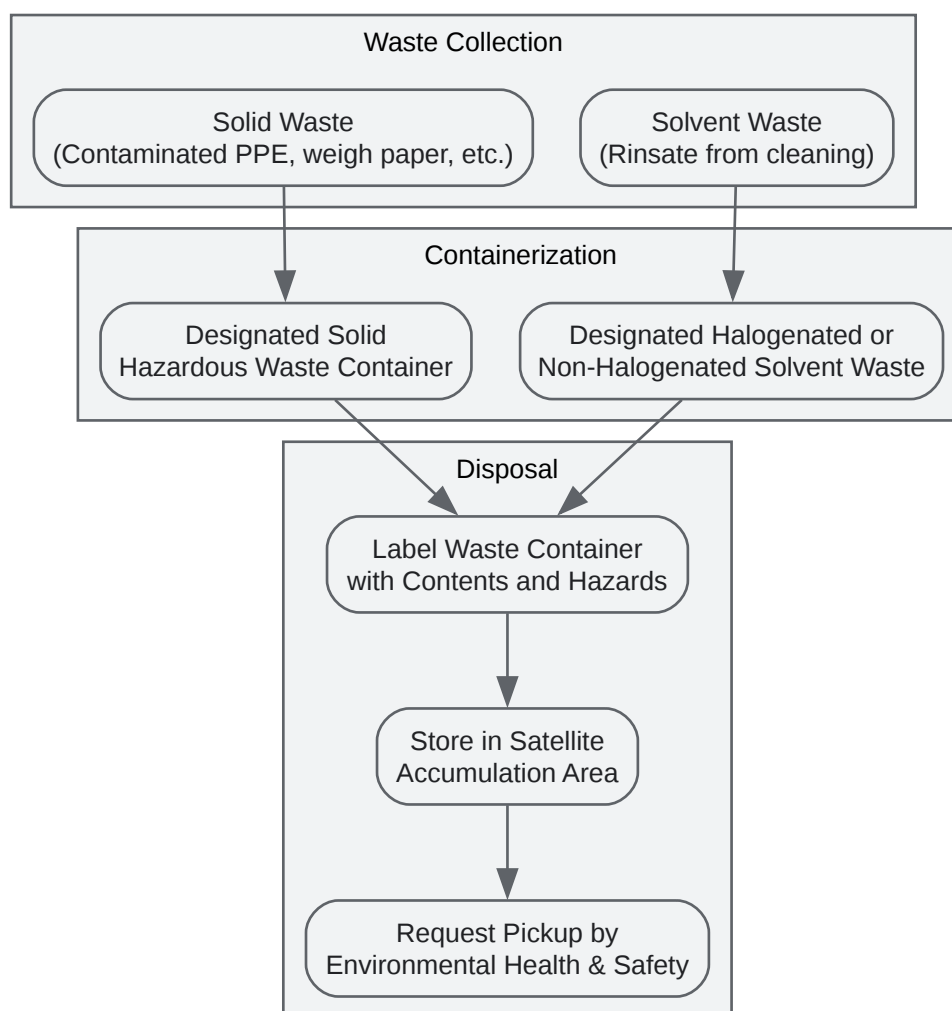 Waste Collection
Solid Waste
(Contaminated PPE, weigh paper, etc.)
Solvent Waste
(Rinsate from cleaning)
Containerization
Designated Solid
Hazardous Waste Container
Designated Halogenated or
Non-Halogenated Solvent Waste
Disposal
Label Waste Container
with Contents and Hazards
Store in Satellite
Accumulation Area
Request Pickup by
Environmental Health & Safety